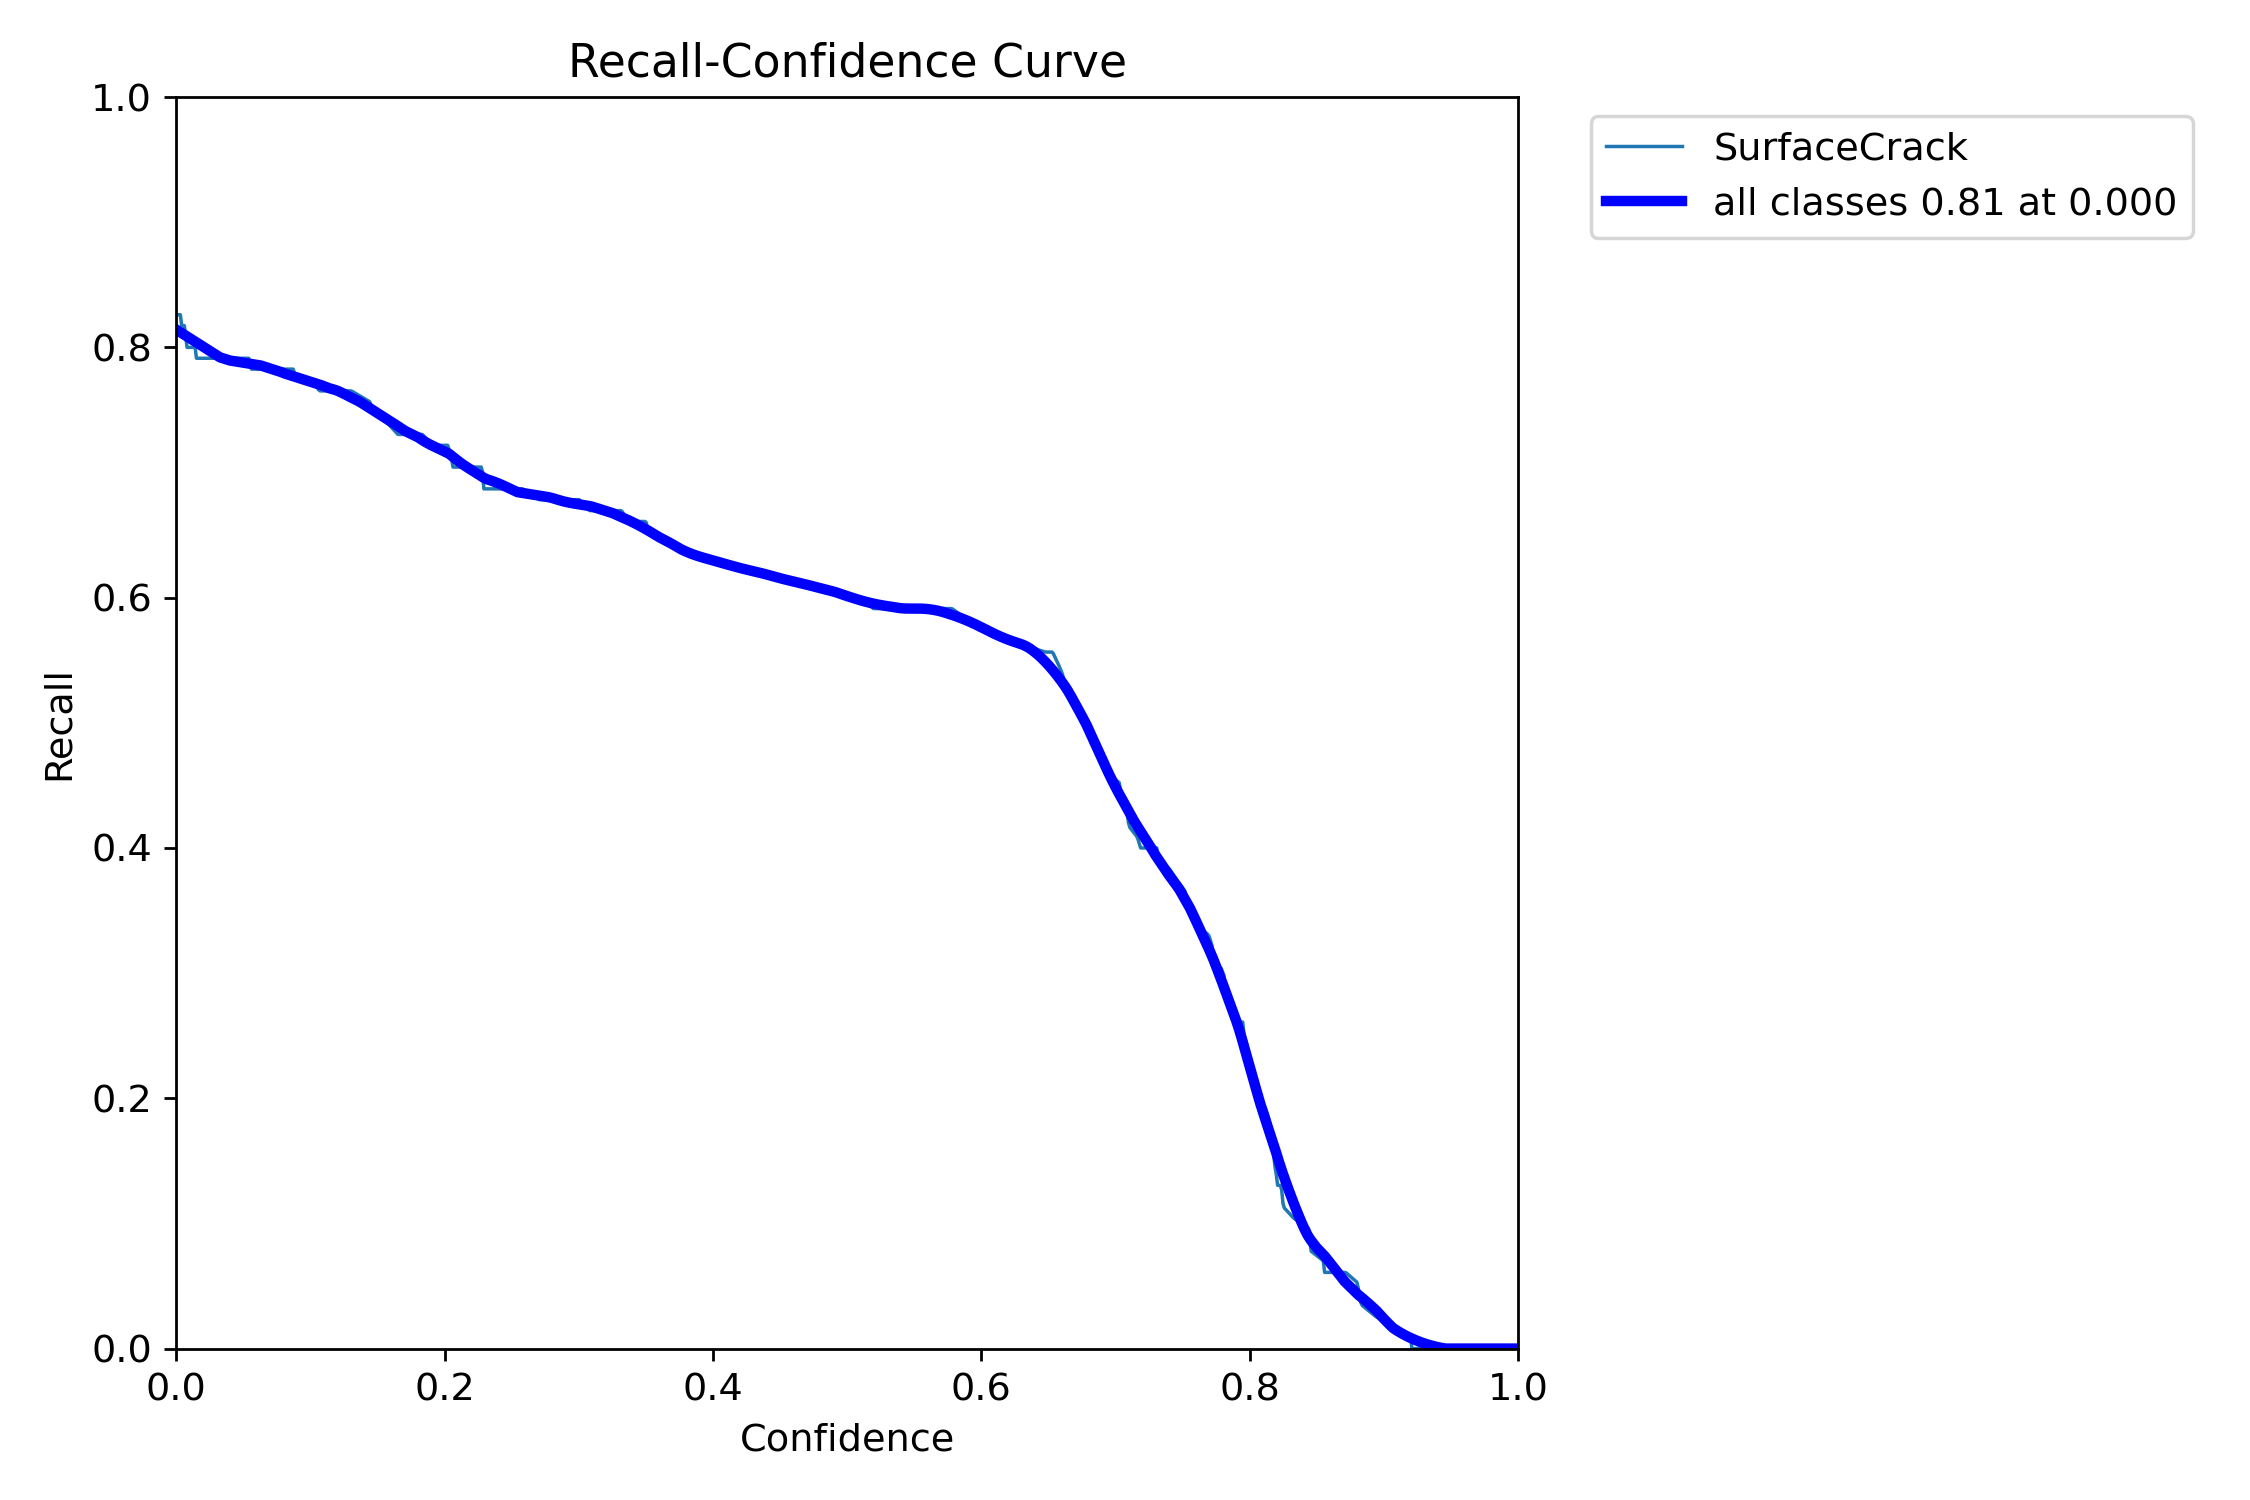 Recall-Confidence Curve
1.0
0.8
0.6
0.4
0.2
0.0
Recall
0.0 0.2 0.4 0.6 0.8 1.0
Confidence
SurfaceCrack
all classes 0.81 at 0.000